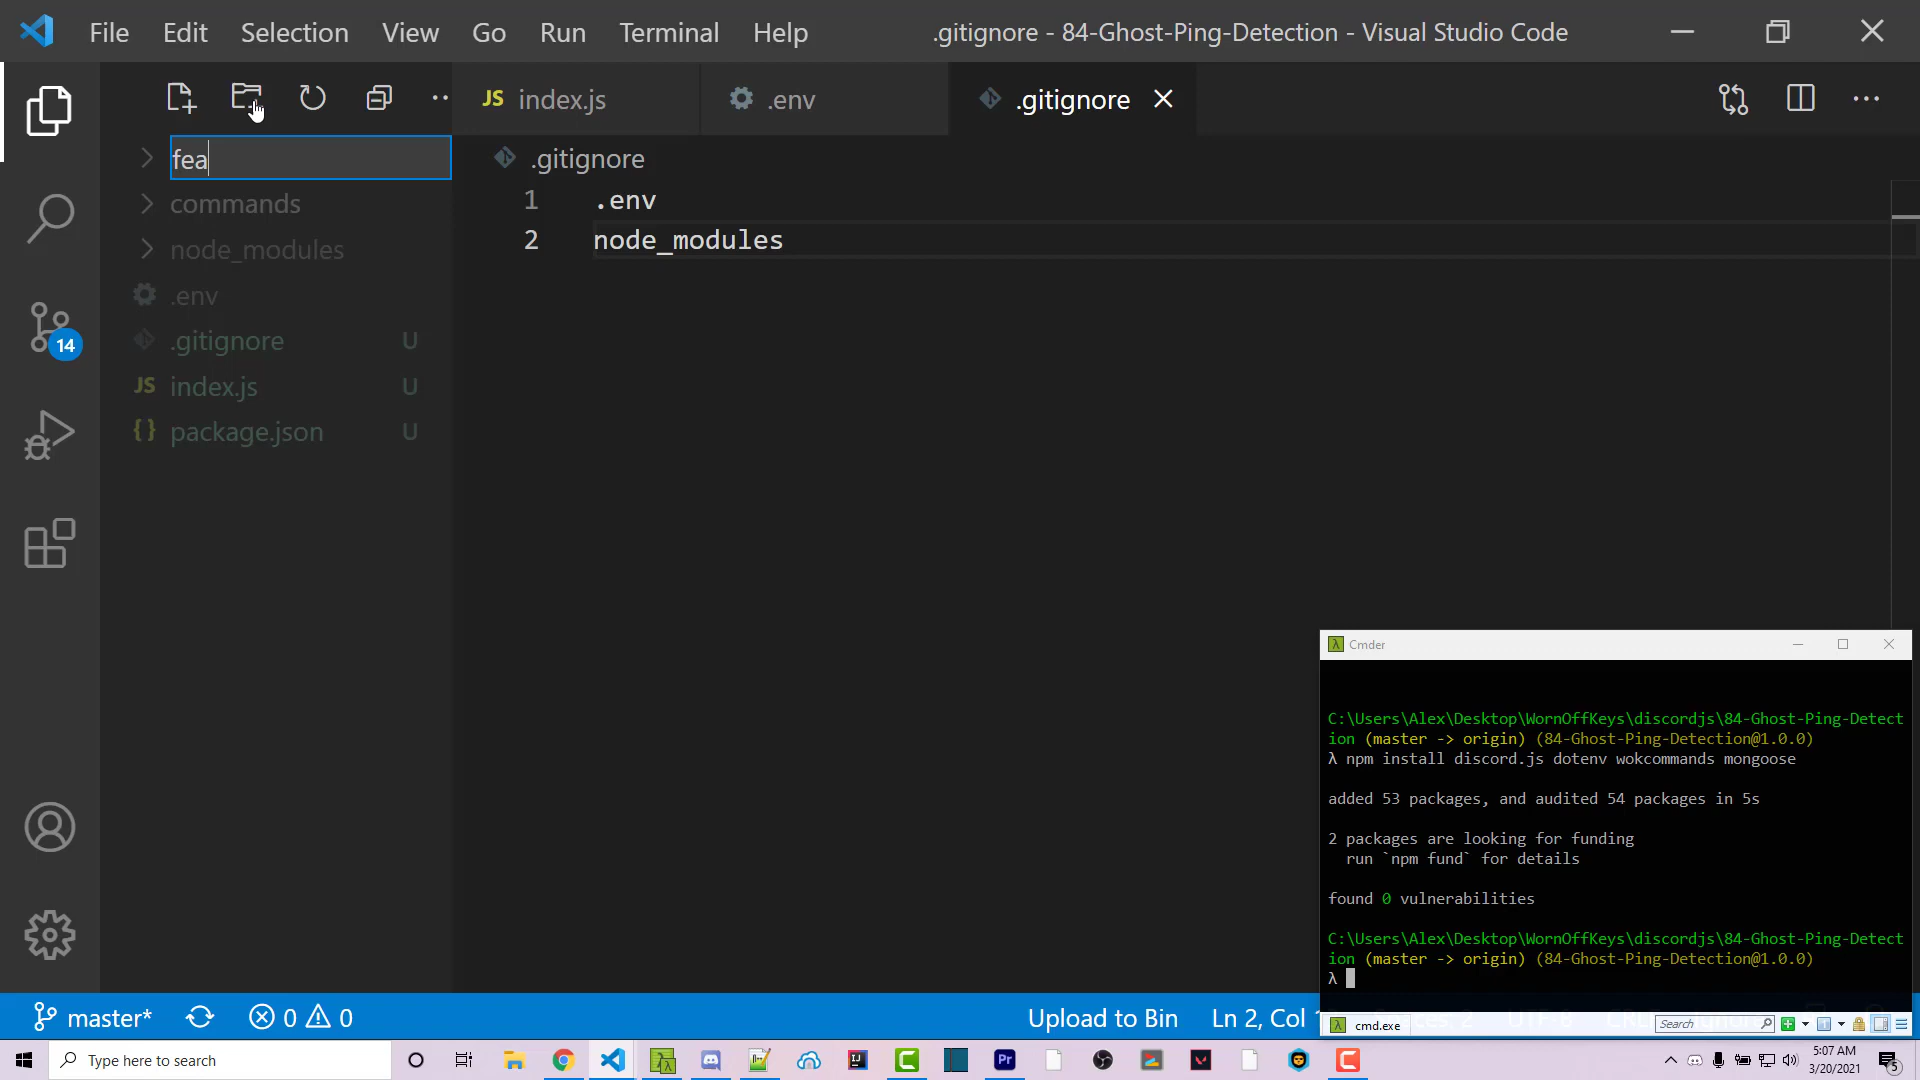 File Edit Selection View Go Run Terminal Help
.gitignore - 84-Ghost-Ping-Detection - Visual Studio Code
JS index.js
.env
.gitignore
fea
commands
node_modules
.env
.gitignore U
JS index.js U
{} package.json U
14
.gitignore
1 .env
2 node_modules
Cmder
C:\Users\Alex\Desktop\WornOffKeys\discordjs\84-Ghost-Ping-Detect
ion (master -> origin) (84-Ghost-Ping-Detection@1.0.0)
λ npm install discord.js dotenv wokcommands mongoose
added 53 packages, and audited 54 packages in 5s
2 packages are looking for funding
run `npm fund` for details
found 0 vulnerabilities
C:\Users\Alex\Desktop\WornOffKeys\discordjs\84-Ghost-Ping-Detect
ion (master -> origin) (84-Ghost-Ping-Detection@1.0.0)
λ
cmd.exe
Search
master* 0 0
Upload to Bin Ln 2, Col
Type here to search
Pr
5:07 AM
3/20/2021
5